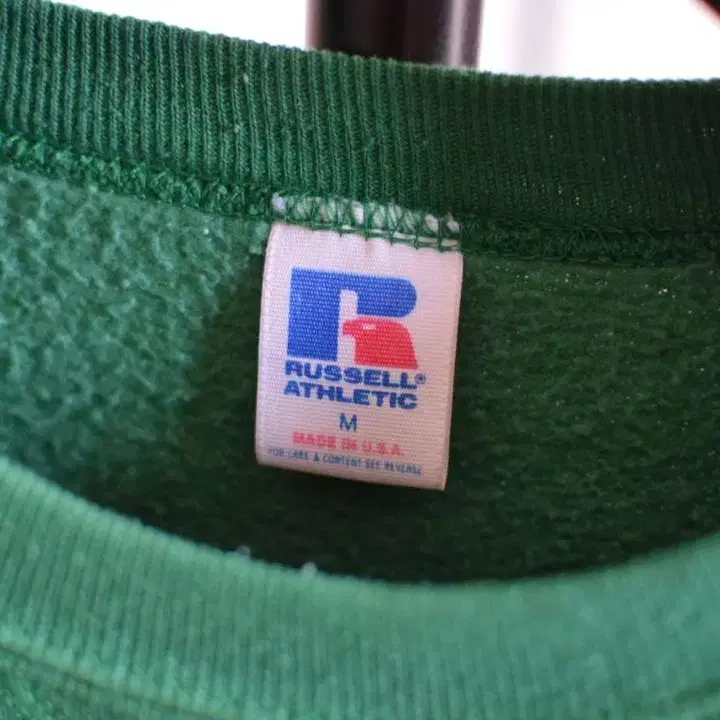 RUSSELL®
ATHLETIC
M
MADE IN U.S.A.
FOR CARE & CONTENT SEE REVERSE